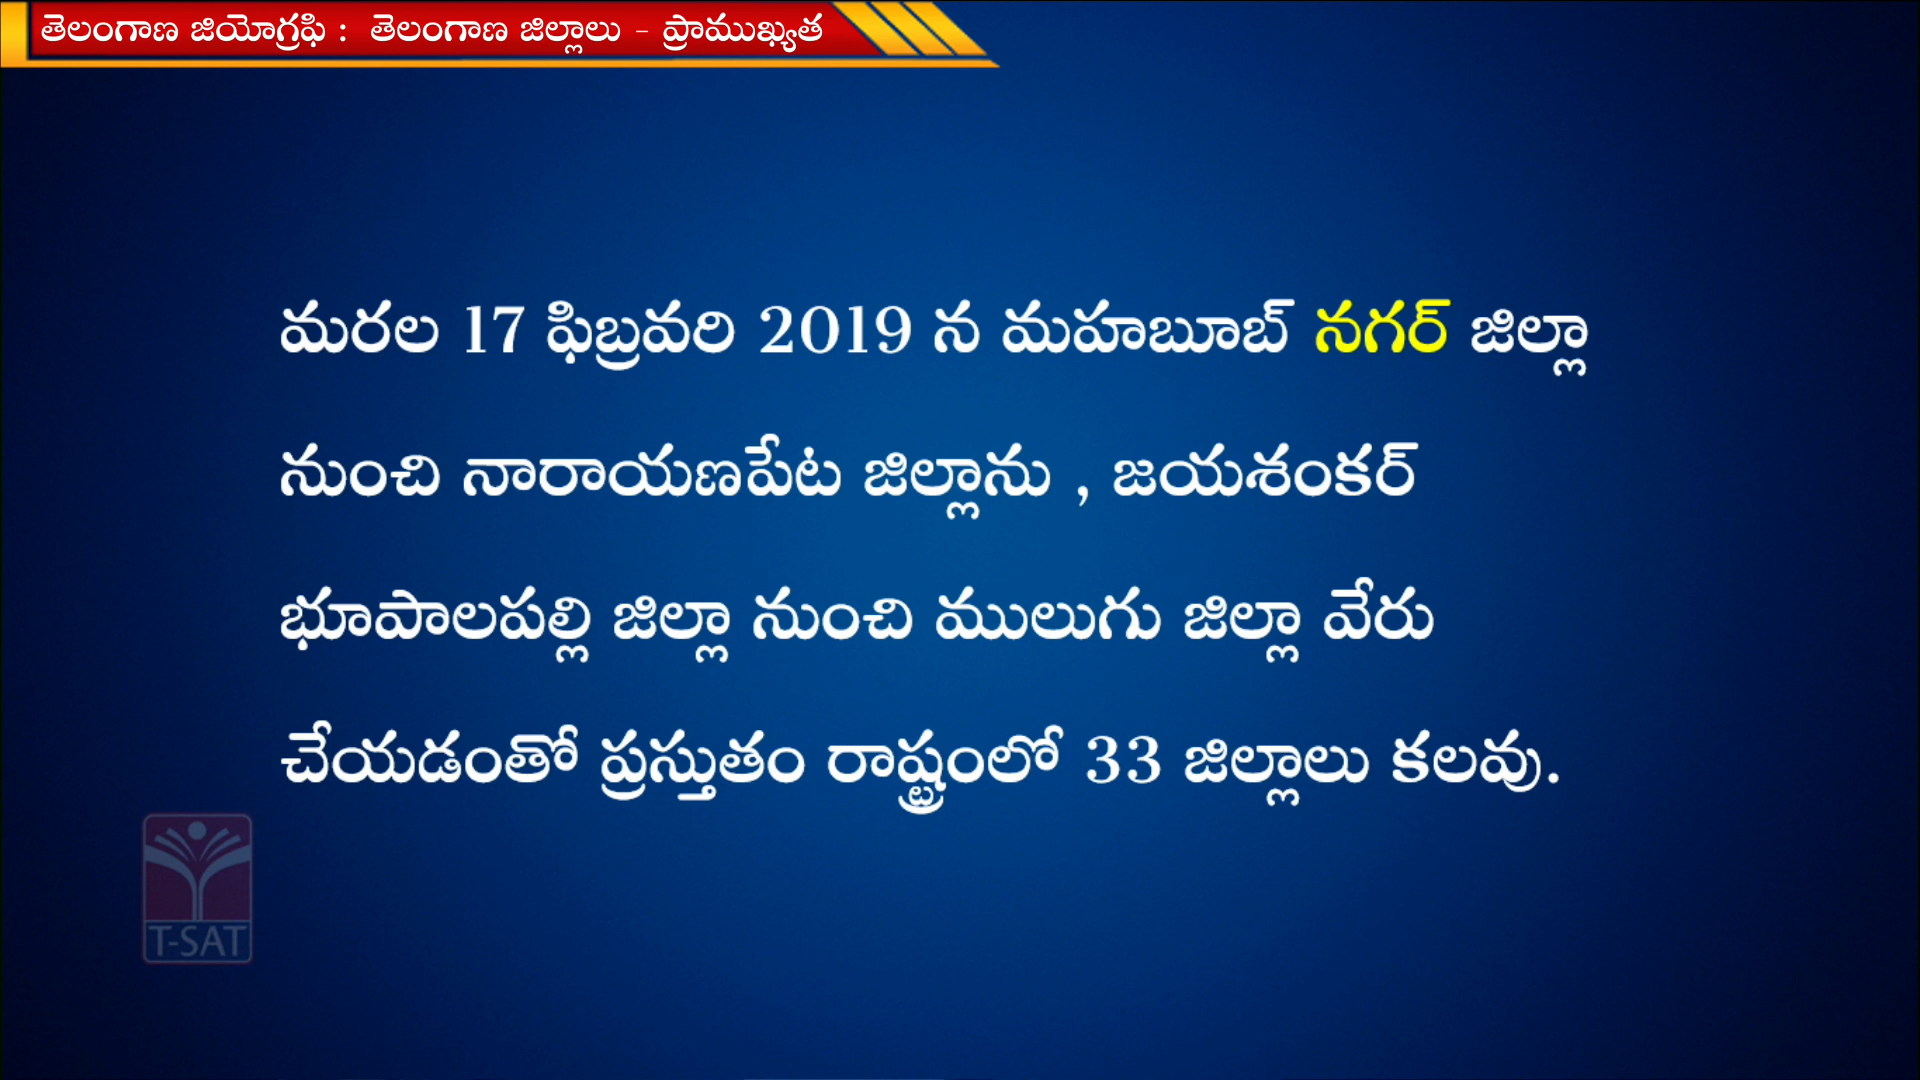 తెలంగాణ జియోగ్రఫి : తెలంగాణ జిల్లాలు - ప్రాముఖ్యత
మరల 17 ఫిబ్రవరి 2019 న మహబూబ్ నగర్ జిల్లా
నుంచి నారాయణపేట జిల్లాను , జయశంకర్
భూపాలపల్లి జిల్లా నుంచి ములుగు జిల్లా వేరు
చేయడంతో ప్రస్తుతం రాష్ట్రంలో 33 జిల్లాలు కలవు.
T-SAT